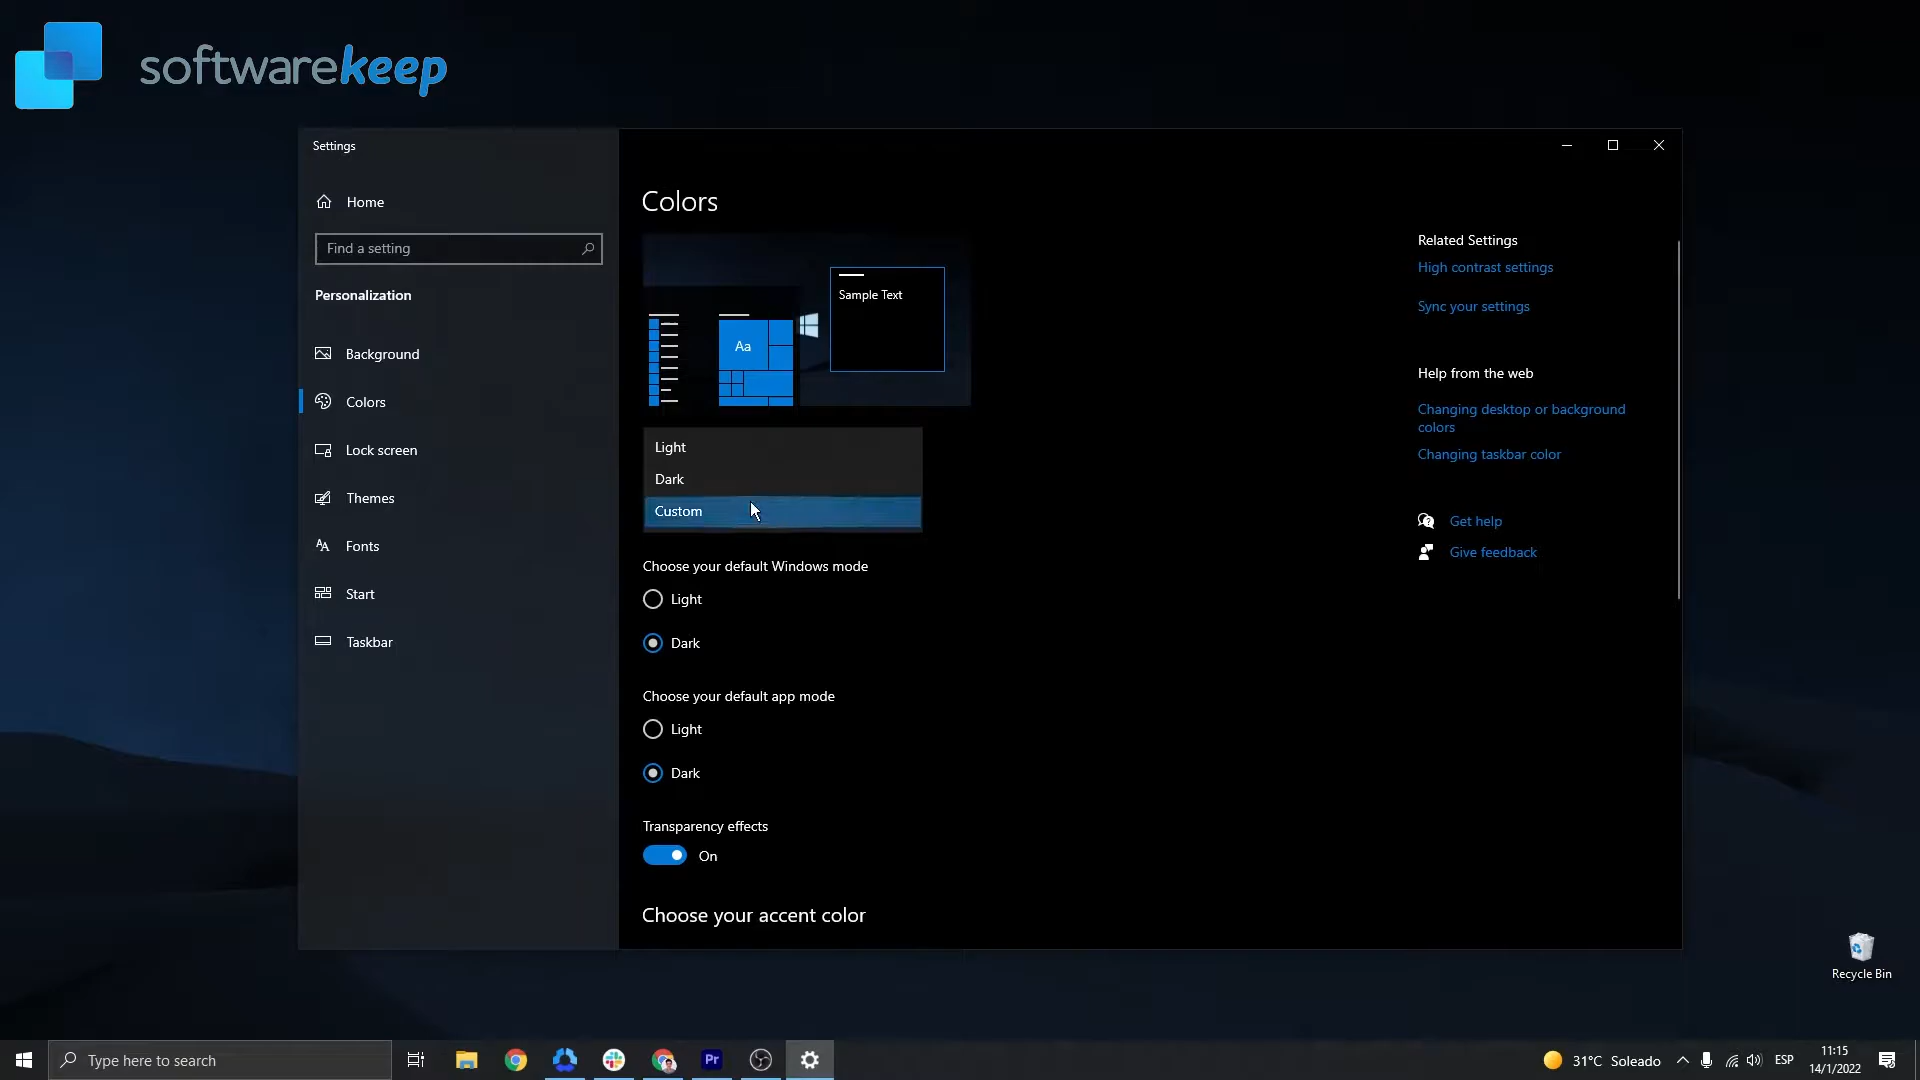 softwarekeep
Settings
Home
Find a setting
Personalization
Background
Colors
Lock screen
Themes
Fonts
Start
Taskbar
Colors
Sample Text
Aa
Light
Dark
Custom
Choose your default Windows mode
Light
Dark
Choose your default app mode
Light
Dark
Transparency effects
On
Choose your accent color
Related Settings
High contrast settings
Sync your settings
Help from the web
Changing desktop or background
colors
Changing taskbar color
Get help
Give feedback
Recycle Bin
Type here to search
Pr
31°C Soleado
ESP
11:15
14/1/2022